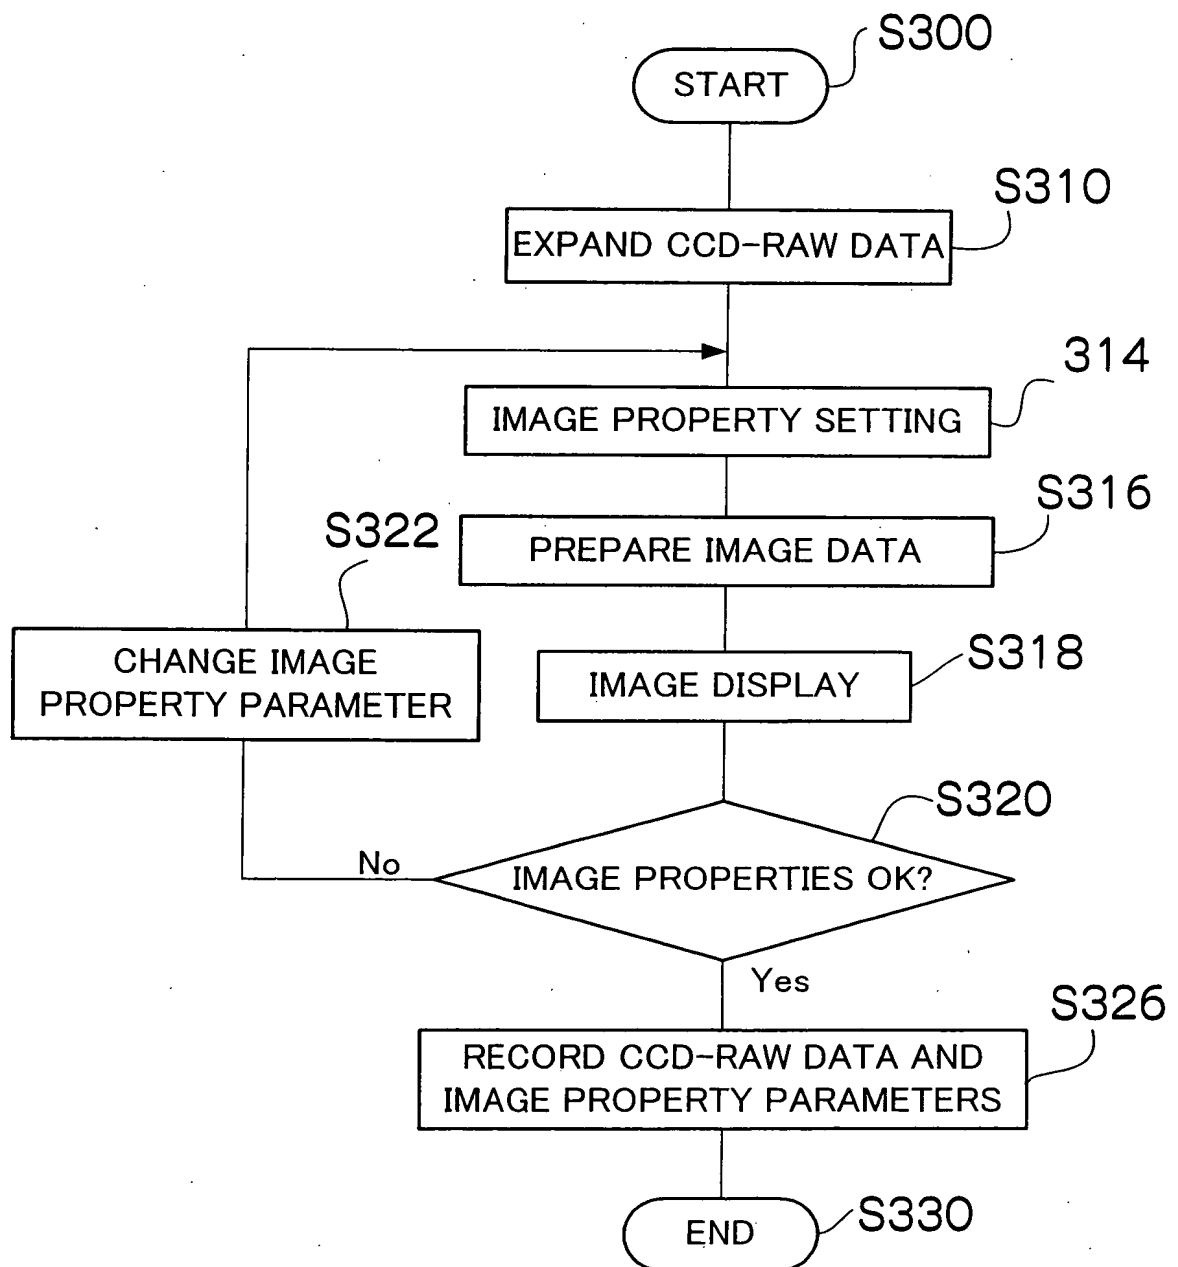 S300
START
S310
EXPAND CCD-RAW DATA
314
IMAGE PROPERTY SETTING
S316
PREPARE IMAGE DATA
S322
CHANGE IMAGE
PROPERTY PARAMETER
S318
IMAGE DISPLAY
S320
IMAGE PROPERTIES OK?
No
Yes
S326
RECORD CCD-RAW DATA AND
IMAGE PROPERTY PARAMETERS
END
S330